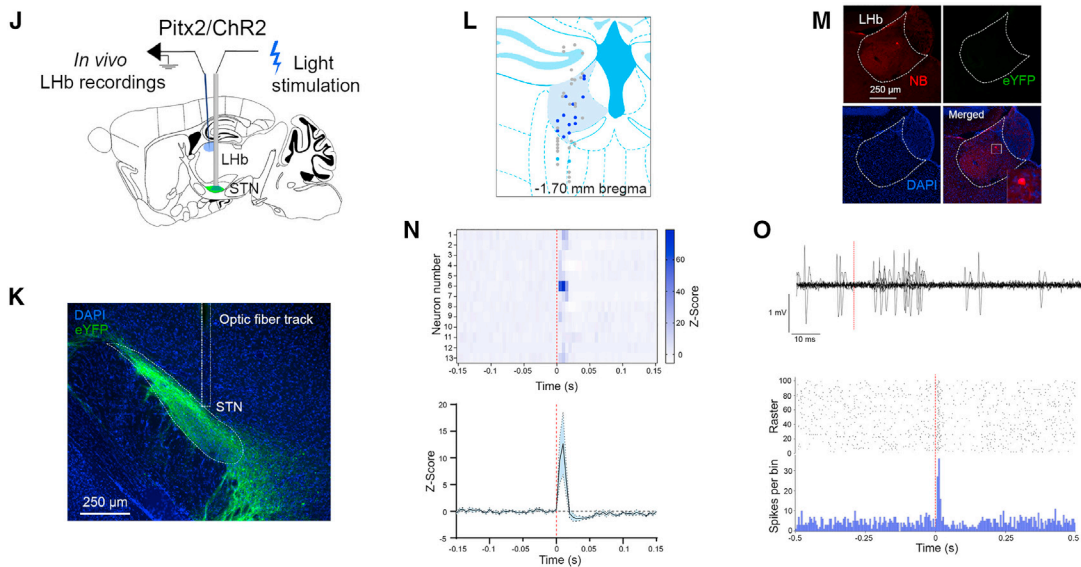 J
Pitx2/ChR2
In vivo
LHb recordings
Light
stimulation
LHb
STN
K
DAPI
eYFP
Optic fiber track
STN
250 µm
L
-1.70 mm bregma
M
LHb
NB
250 µm
eYFP
DAPI
Merged
N
Neuron number
1
2
3
4
5
6
7
8
9
10
11
12
13
-0.15 -0.1 -0.05 0 0.05 0.1 0.15
Time (s)
60
40
20
0
Z-Score
Z-Score
20
15
10
5
0
-5
-0.15 -0.1 -0.05 0 0.05 0.1 0.15
Time (s)
O
1 mV
10 ms
Raster
100
80
60
40
20
0
Spikes per bin
30
20
10
0
-0.5 -0.25 0 0.25 0.5
Time (s)